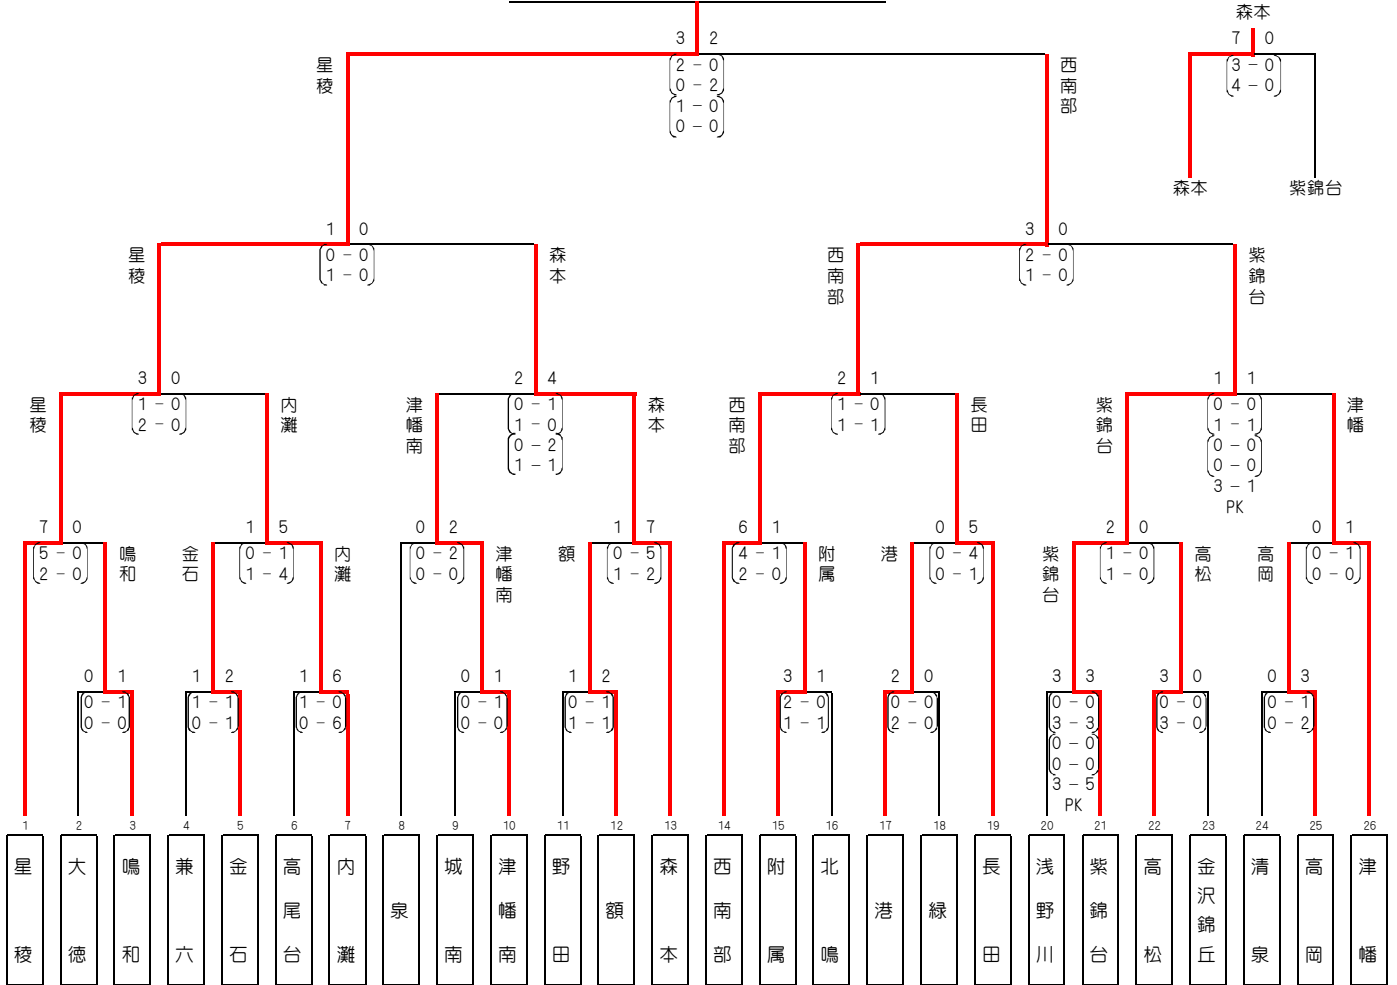 森本
3 2
7 0
星稜
2 - 0
0 - 2
1 - 0
0 - 0
西南部
3 - 0
4 - 0
森本
紫錦台
1 0
3 0
星稜
0 - 0
1 - 0
森本
西南部
2 - 0
1 - 0
紫錦台
3 0
2 4
2 1
1 1
星稜
1 - 0
2 - 0
内灘
津幡南
0 - 1
1 - 0
0 - 2
1 - 1
森本
西南部
1 - 0
1 - 1
長田
紫錦台
0 - 0
1 - 1
0 - 0
0 - 0
3 - 1
PK
津幡
7 0
1 5
0 2
1 7
6 1
0 5
2 0
0 1
5 - 0
2 - 0
鳴和
金石
0 - 1
1 - 4
内灘
0 - 2
0 - 0
津幡南
額
0 - 5
1 - 2
4 - 1
2 - 0
附属
港
0 - 4
0 - 1
紫錦台
1 - 0
1 - 0
高松
高岡
0 - 1
0 - 0
0 1
1 2
1 6
0 1
1 2
3 1
2 0
3 3
3 0
0 3
0 - 1
0 - 0
1 - 1
0 - 1
1 - 0
0 - 6
0 - 1
0 - 0
0 - 1
1 - 1
2 - 0
1 - 1
0 - 0
2 - 0
0 - 0
3 - 3
0 - 0
0 - 0
3 - 5
PK
0 - 0
3 - 0
0 - 1
0 - 2
1 2 3 4 5 6 7 8 9 10 11 12 13 14 15 16 17 18 19 20 21 22 23 24 25 26
星稜
大徳
鳴和
兼六
金石
高尾台
内灘
泉
城南
津幡南
野田
額
森本
西南部
附属
北鳴
港
緑
長田
浅野川
紫錦台
高松
金沢錦丘
清泉
高岡
津幡